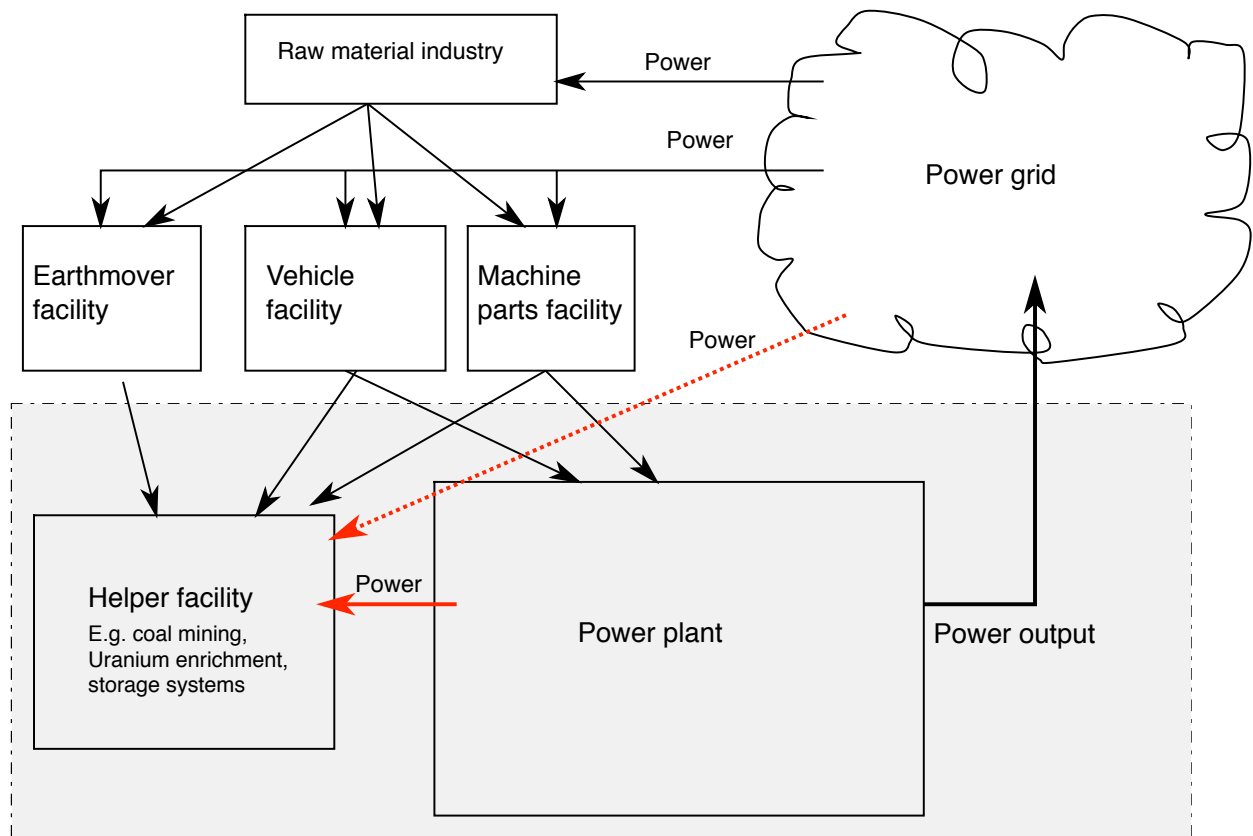 Raw material industry
Power
Power
Power grid
Earthmover
facility
Vehicle
facility
Machine
parts facility
Power
Helper facility
E.g. coal mining,
Uranium enrichment,
storage systems
Power
Power plant
Power output